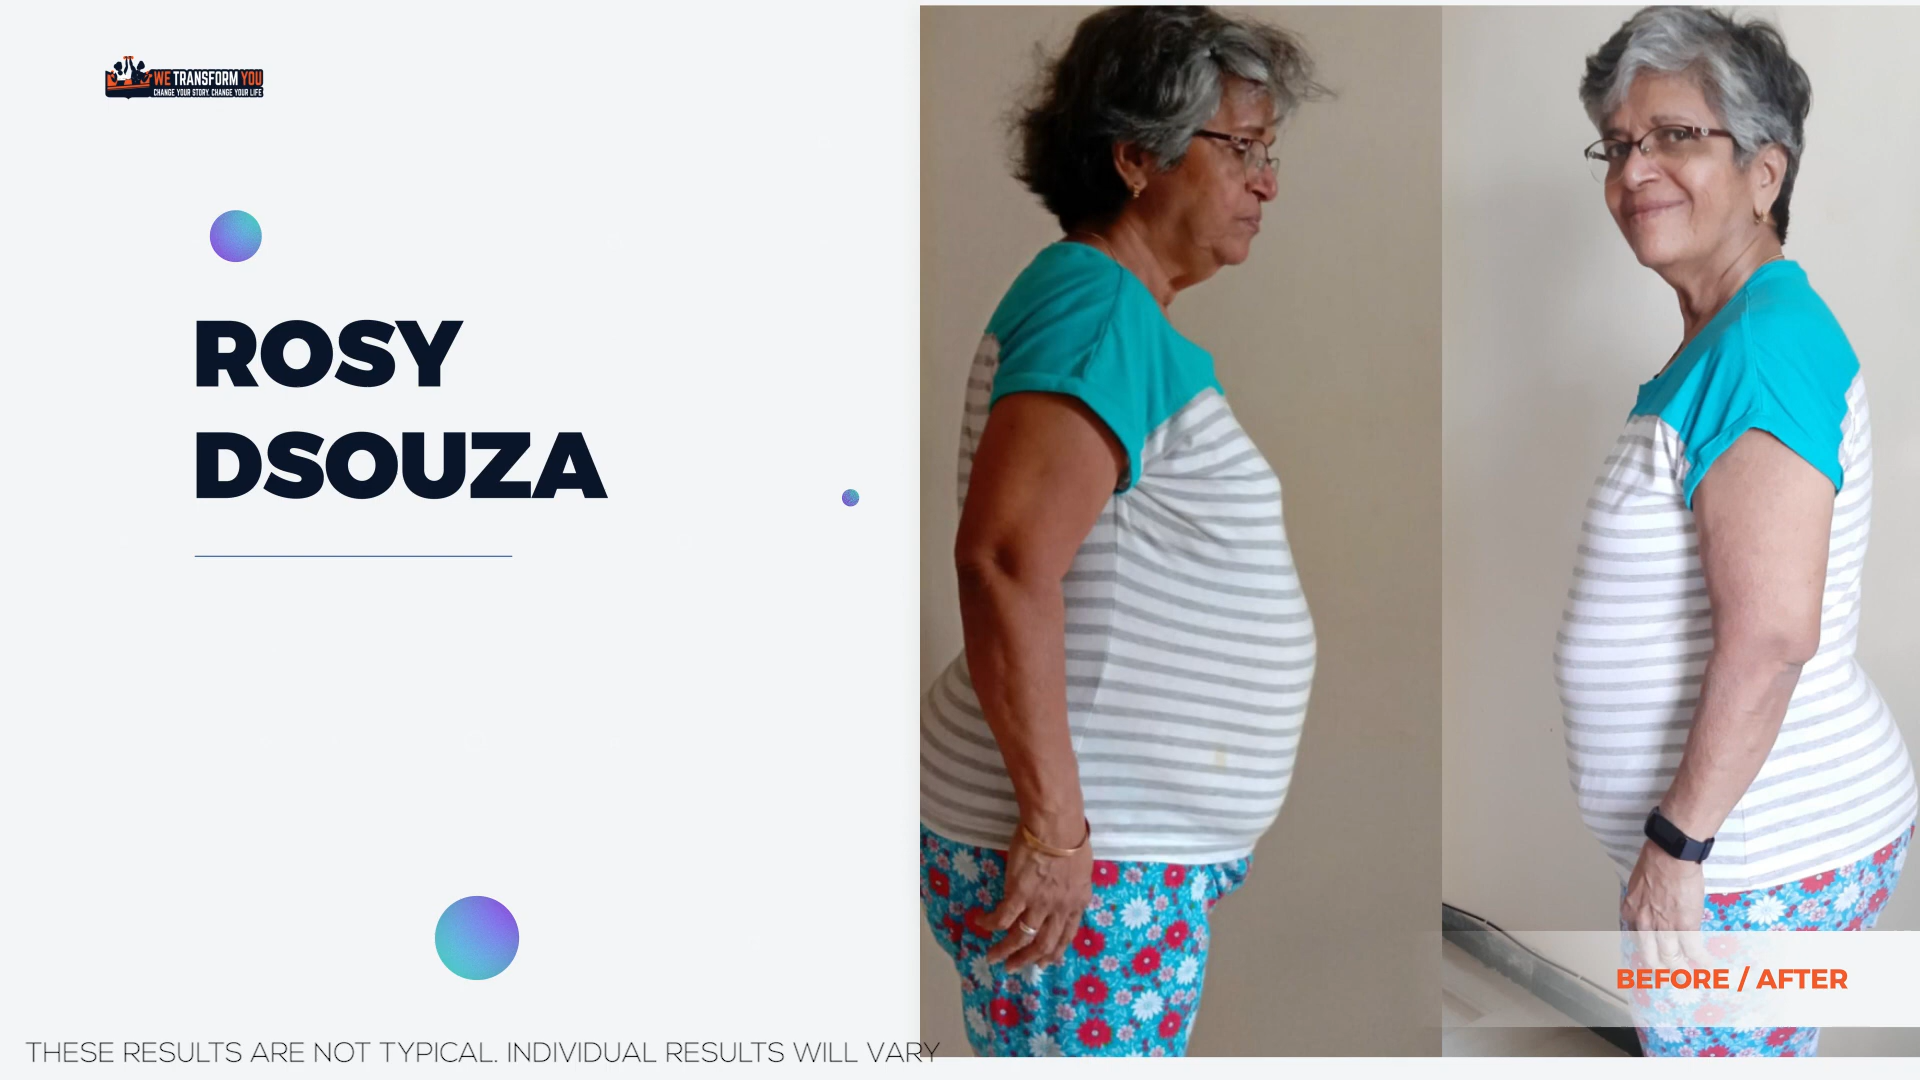 WE TRANSFORM YOU
CHANGE YOUR STORY. CHANGE YOUR LIFE
ROSY
DSOUZA
BEFORE / AFTER
THESE RESULTS ARE NOT TYPICAL. INDIVIDUAL RESULTS WILL VARY